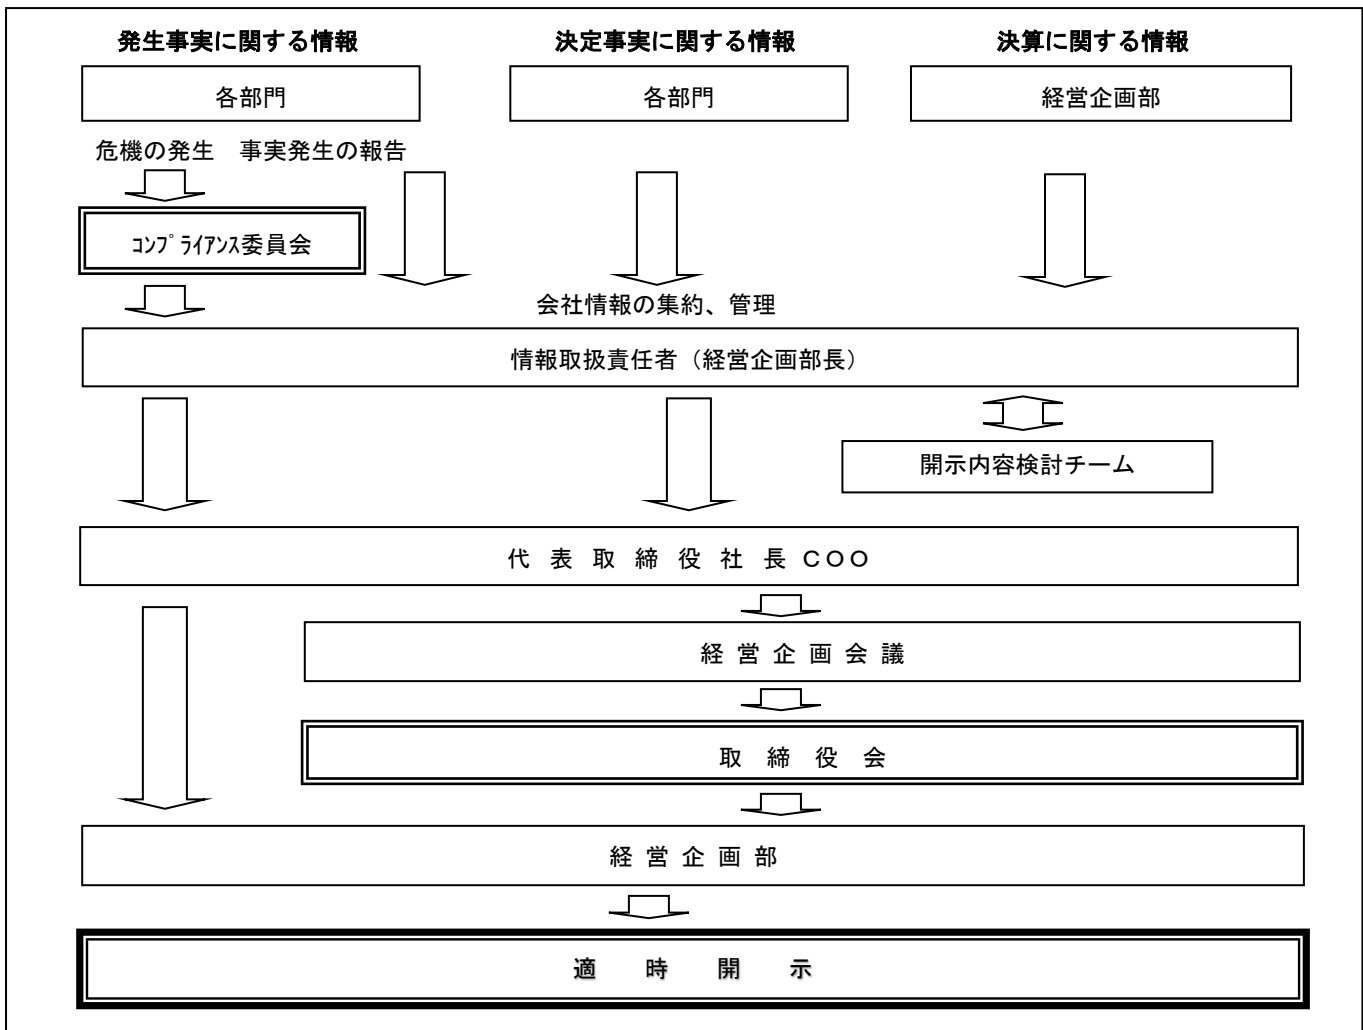 発生事実に関する情報 決定事実に関する情報 決算に関する情報
各部門 各部門 経営企画部
危機の発生 事実発生の報告
ｺﾝﾌﾟﾗｲｱﾝｽ委員会
会社情報の集約、管理
情報取扱責任者（経営企画部長）
開示内容検討チーム
代 表 取 締 役 社 長 ＣＯＯ
経 営 企 画 会 議
取 締 役 会
経 営 企 画 部
適 時 開 示